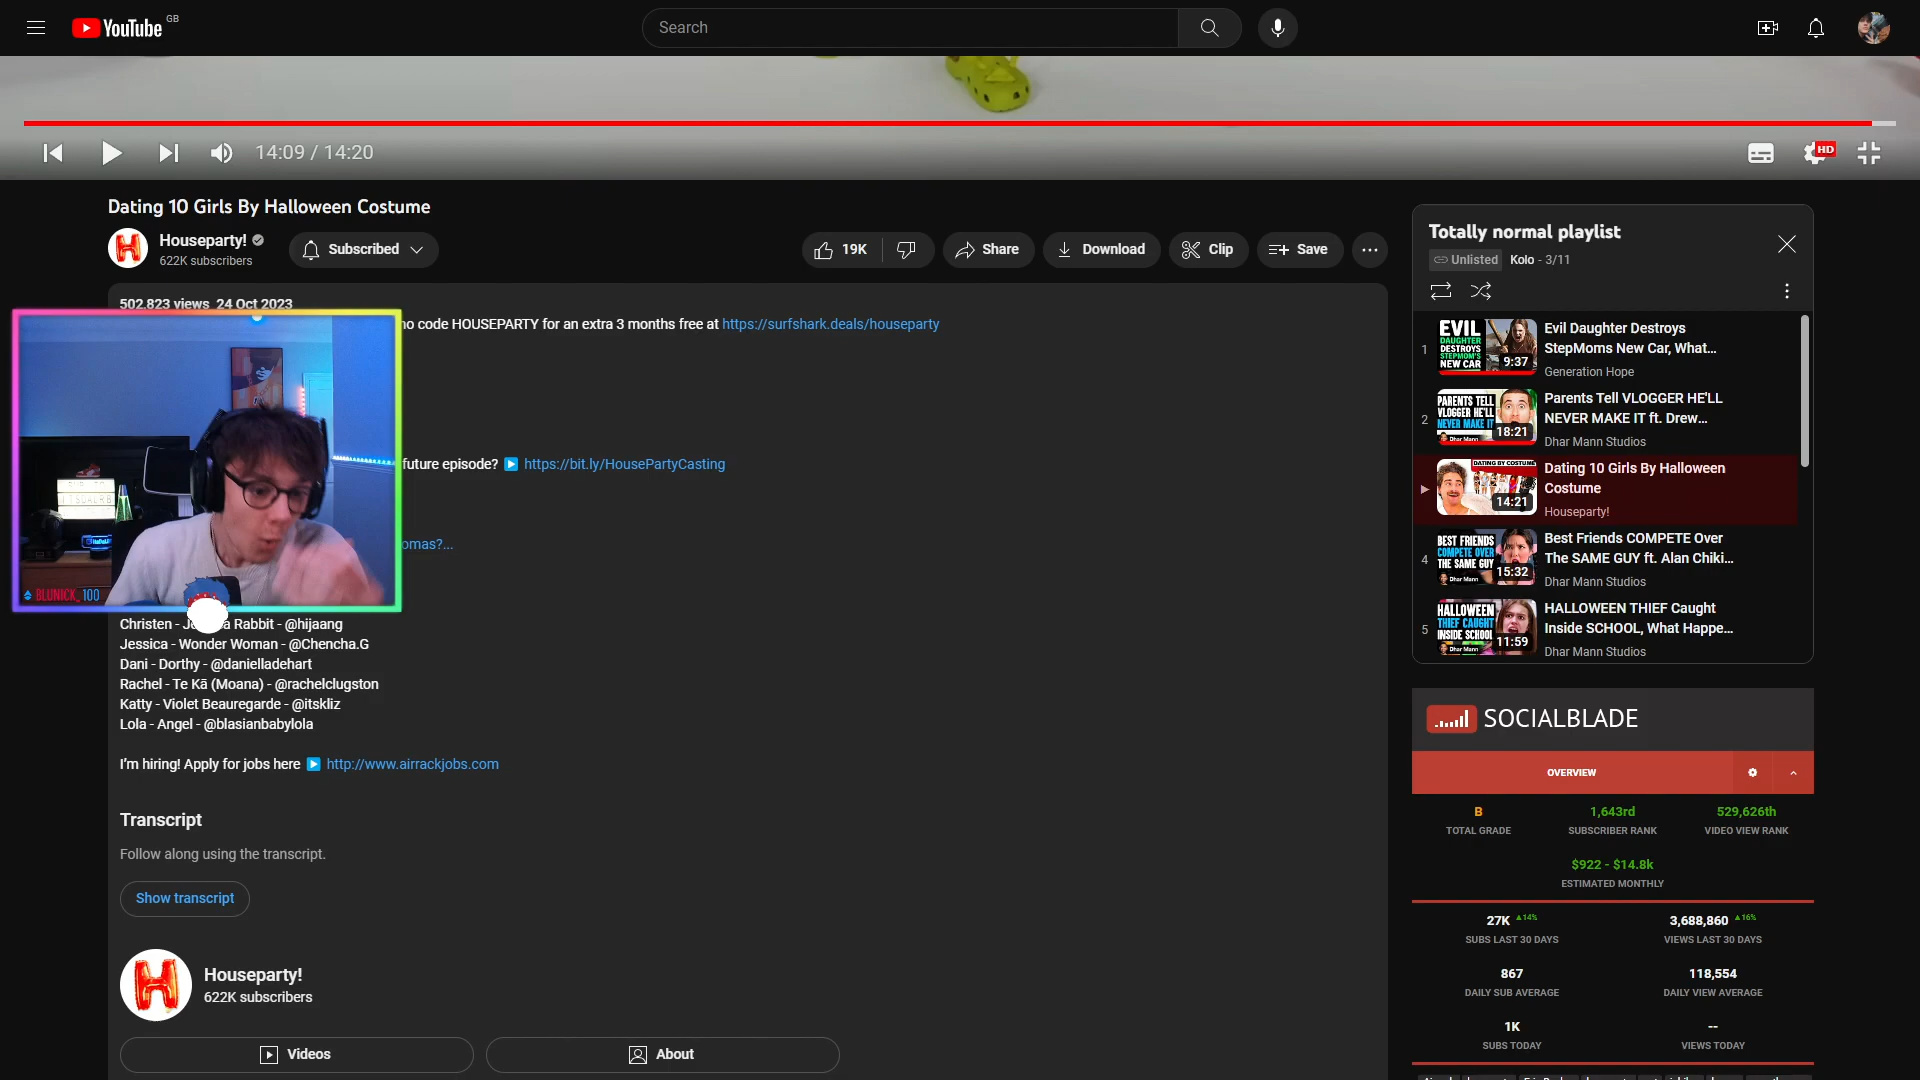 YouTube GB
Search
14:09 / 14:20
HD
Dating 10 Girls By Halloween Costume
Houseparty!
622K subscribers
Subscribed
19K
Share
Download
Clip
Save
502,823 views 24 Oct 2023
no code HOUSEPARTY for an extra 3 months free at https://surfshark.deals/houseparty
future episode? https://bit.ly/HousePartyCasting
omas?...
BLUNICK_100
Christen - Je a Rabbit - @hijaang
Jessica - Wonder Woman - @Chencha.G
Dani - Dorthy - @danielladehart
Rachel - Te Kā (Moana) - @rachelclugston
Katty - Violet Beauregarde - @itskliz
Lola - Angel - @blasianbabylola
I'm hiring! Apply for jobs here http://www.airrackjobs.com
Transcript
Follow along using the transcript.
Show transcript
Houseparty!
622K subscribers
Videos
About
Totally normal playlist
Unlisted Kolo - 3/11
1
EVIL
DAUGHTER
DESTROYS
STEPMOM'S
NEW CAR
9:37
Evil Daughter Destroys
StepMoms New Car, What...
Generation Hope
2
PARENTS TELL
VLOGGER HE'LL
NEVER MAKE IT
Dhar Mann
18:21
Parents Tell VLOGGER HE'LL
NEVER MAKE IT ft. Drew...
Dhar Mann Studios
DATING BY COSTUME
14:21
Dating 10 Girls By Halloween
Costume
Houseparty!
4
BEST FRIENDS
COMPETE OVER
THE SAME GUY
Dhar Mann
15:32
Best Friends COMPETE Over
The SAME GUY ft. Alan Chiki...
Dhar Mann Studios
5
HALLOWEEN
THIEF CAUGHT
INSIDE SCHOOL
Dhar Mann
11:59
HALLOWEEN THIEF Caught
Inside SCHOOL, What Happe...
Dhar Mann Studios
SOCIALBLADE
OVERVIEW
B
TOTAL GRADE
1,643rd
SUBSCRIBER RANK
529,626th
VIDEO VIEW RANK
$922 - $14.8k
ESTIMATED MONTHLY
27K ▲14%
SUBS LAST 30 DAYS
3,688,860 ▲16%
VIEWS LAST 30 DAYS
867
DAILY SUB AVERAGE
118,554
DAILY VIEW AVERAGE
1K
SUBS TODAY
--
VIEWS TODAY